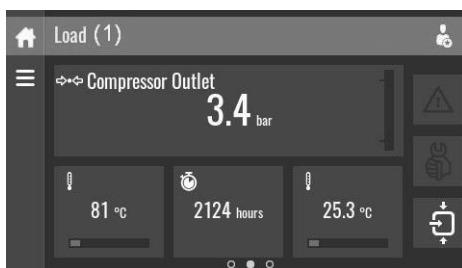 Load (1)
Compressor Outlet
3.4 bar
81 °C
2124 hours
25.3 °C